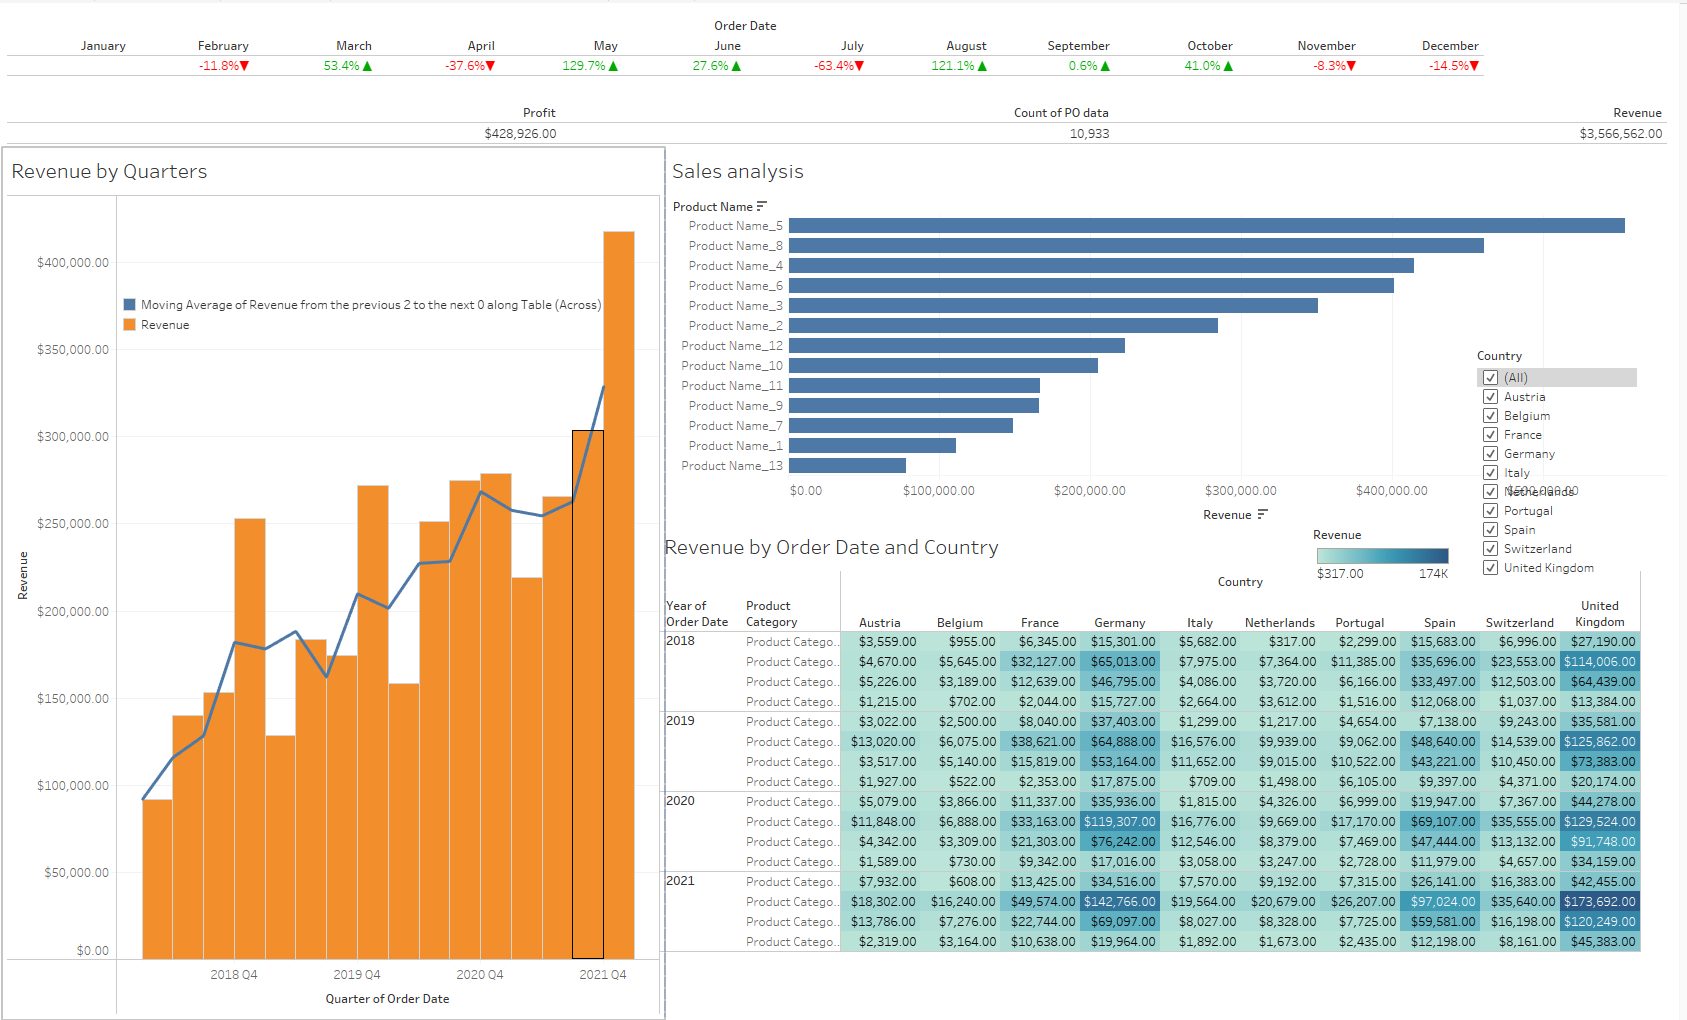 Order Date
January February March April May June July August September October November December
-11.8%▼ 53.4%▲ -37.6%▼ 129.7%▲ 27.6%▲ -63.4%▼ 121.1%▲ 0.6%▲ 41.0%▲ -8.3%▼ -14.5%▼
Profit Count of PO data Revenue
$428,926.00 10,933 $3,566,562.00
Revenue by Quarters
$400,000.00
Moving Average of Revenue from the previous 2 to the next 0 along Table (Across)
Revenue
$350,000.00
$300,000.00
$250,000.00
$200,000.00
$150,000.00
$100,000.00
$50,000.00
$0.00
Revenue
2018 Q4 2019 Q4 2020 Q4 2021 Q4
Quarter of Order Date
Sales analysis
Product Name
Product Name_5
Product Name_8
Product Name_4
Product Name_6
Product Name_3
Product Name_2
Product Name_12
Product Name_10
Product Name_11
Product Name_9
Product Name_7
Product Name_1
Product Name_13
$0.00 $100,000.00 $200,000.00 $300,000.00 $400,000.00 $500,000.00
Revenue
Country
(All)
Austria
Belgium
France
Germany
Italy
Netherlands
Portugal
Spain
Switzerland
United Kingdom
Revenue by Order Date and Country
Revenue
$317.00 174K
Country
Year of Order Date Product Category Austria Belgium France Germany Italy Netherlands Portugal Spain Switzerland United Kingdom
2018 Product Catego.. $3,559.00 $955.00 $6,345.00 $15,301.00 $5,682.00 $317.00 $2,299.00 $15,683.00 $6,996.00 $27,190.00
Product Catego.. $4,670.00 $5,645.00 $32,127.00 $65,013.00 $7,975.00 $7,364.00 $11,385.00 $35,696.00 $23,553.00 $114,006.00
Product Catego.. $5,226.00 $3,189.00 $12,639.00 $46,795.00 $4,086.00 $3,720.00 $6,166.00 $33,497.00 $12,503.00 $64,439.00
Product Catego.. $1,215.00 $702.00 $2,044.00 $15,727.00 $2,664.00 $3,612.00 $1,516.00 $12,068.00 $1,037.00 $13,384.00
2019 Product Catego.. $3,022.00 $2,500.00 $8,040.00 $37,403.00 $1,299.00 $1,217.00 $4,654.00 $7,138.00 $9,243.00 $35,581.00
Product Catego.. $13,020.00 $6,075.00 $38,621.00 $64,888.00 $16,576.00 $9,939.00 $9,062.00 $48,640.00 $14,539.00 $125,862.00
Product Catego.. $3,517.00 $5,140.00 $15,819.00 $53,164.00 $11,652.00 $9,015.00 $10,522.00 $43,221.00 $10,450.00 $73,383.00
Product Catego.. $1,927.00 $522.00 $2,353.00 $17,875.00 $709.00 $1,498.00 $6,105.00 $9,397.00 $4,371.00 $20,174.00
2020 Product Catego.. $5,079.00 $3,866.00 $11,337.00 $35,936.00 $1,815.00 $4,326.00 $6,999.00 $19,947.00 $7,367.00 $44,278.00
Product Catego.. $11,848.00 $6,888.00 $33,163.00 $119,307.00 $16,776.00 $9,669.00 $17,170.00 $69,107.00 $35,555.00 $129,524.00
Product Catego.. $4,342.00 $3,309.00 $21,303.00 $76,242.00 $12,546.00 $8,379.00 $7,469.00 $47,444.00 $13,132.00 $91,748.00
Product Catego.. $1,589.00 $730.00 $9,342.00 $17,016.00 $3,058.00 $3,247.00 $2,728.00 $11,979.00 $4,657.00 $34,159.00
2021 Product Catego.. $7,932.00 $608.00 $13,425.00 $34,516.00 $7,570.00 $9,192.00 $7,315.00 $26,141.00 $16,383.00 $42,455.00
Product Catego.. $18,302.00 $16,240.00 $49,574.00 $142,766.00 $19,564.00 $20,679.00 $26,207.00 $97,024.00 $35,640.00 $173,692.00
Product Catego.. $13,786.00 $7,276.00 $22,744.00 $69,097.00 $8,027.00 $8,328.00 $7,725.00 $59,581.00 $16,198.00 $120,249.00
Product Catego.. $2,319.00 $3,164.00 $10,638.00 $19,964.00 $1,892.00 $1,673.00 $2,435.00 $12,198.00 $8,161.00 $45,383.00